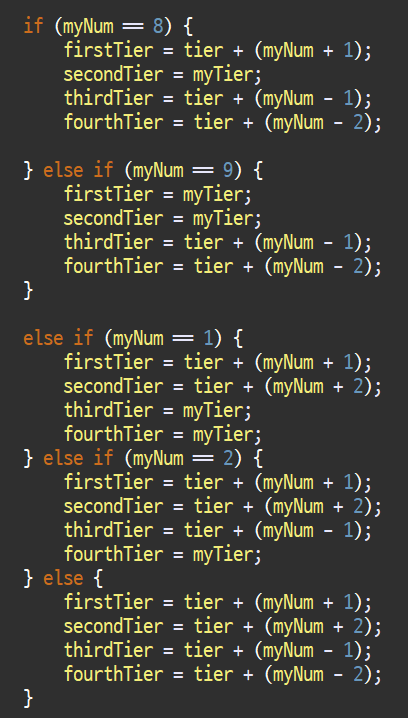 if (myNum == 8) {
    firstTier = tier + (myNum + 1);
    secondTier = myTier;
    thirdTier = tier + (myNum - 1);
    fourthTier = tier + (myNum - 2);

} else if (myNum == 9) {
    firstTier = myTier;
    secondTier = myTier;
    thirdTier = tier + (myNum - 1);
    fourthTier = tier + (myNum - 2);
}

else if (myNum == 1) {
    firstTier = tier + (myNum + 1);
    secondTier = tier + (myNum + 2);
    thirdTier = myTier;
    fourthTier = myTier;
} else if (myNum == 2) {
    firstTier = tier + (myNum + 1);
    secondTier = tier + (myNum + 2);
    thirdTier = tier + (myNum - 1);
    fourthTier = myTier;
} else {
    firstTier = tier + (myNum + 1);
    secondTier = tier + (myNum + 2);
    thirdTier = tier + (myNum - 1);
    fourthTier = tier + (myNum - 2);
}